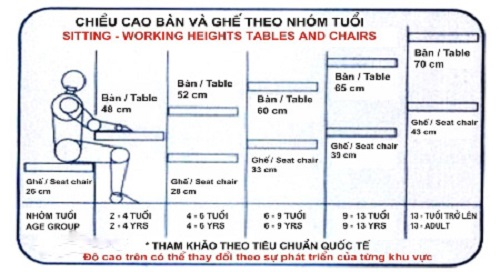 CHIỀU CAO BÀN VÀ GHẾ THEO NHÓM TUỔI
SITTING - WORKING HEIGHTS TABLES AND CHAIRS
Bàn / Table
48 cm
Bàn / Table
52 cm
Bàn / Table
60 cm
Bàn / Table
65 cm
Bàn / Table
70 cm
Ghế / Seat chair
26 cm
Ghế / Seat chair
28 cm
Ghế / Seat chair
33 cm
Ghế / Seat chair
39 cm
Ghế / Seat chair
43 cm
NHÓM TUỔI 2 - 4 TUỔI 4 - 6 TUỔI 6 - 9 TUỔI 9 - 13 TUỔI 13 - TUỔI TRỞ LÊN
AGE GROUP 2 - 4 YRS 4 - 6 YRS 6 - 9 YRS 9 - 13 YRS 13 - ADULT
* THAM KHẢO THEO TIÊU CHUẨN QUỐC TẾ
Độ cao trên có thể thay đổi theo sự phát triển của từng khu vực